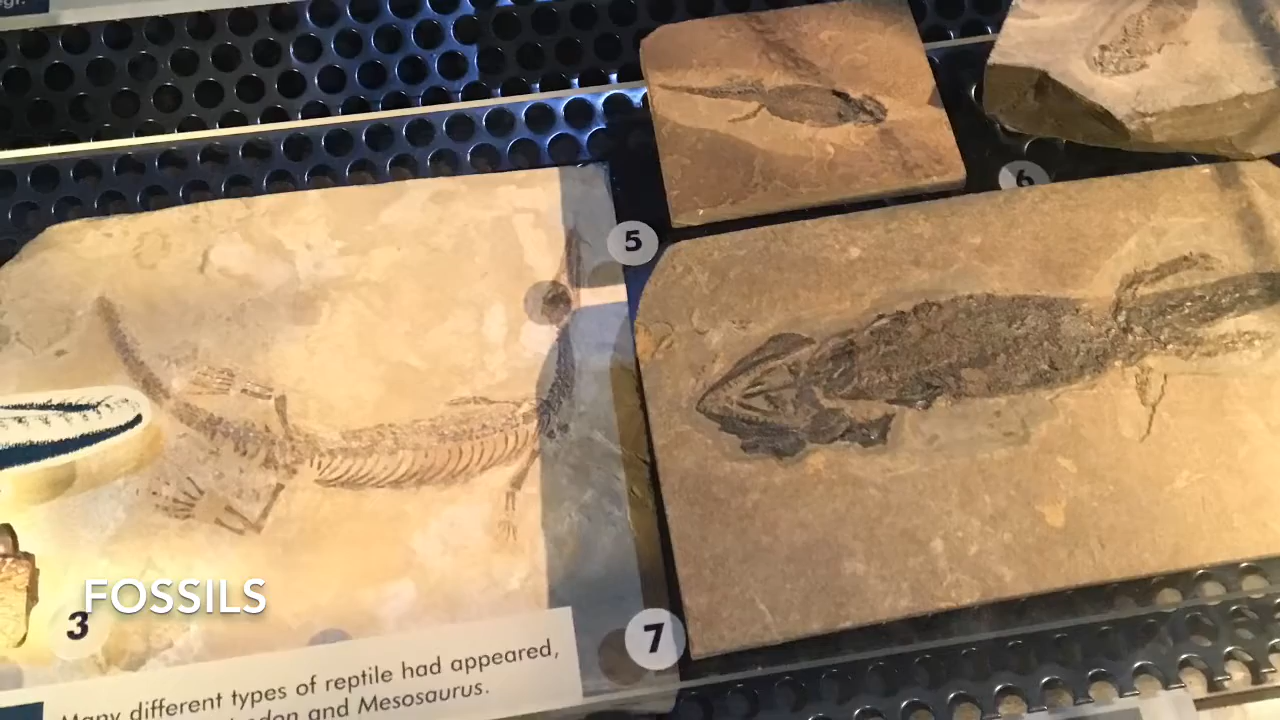 5
6
FOSSILS
3
7
Many different types of reptile had appeared,
and Mesosaurus.